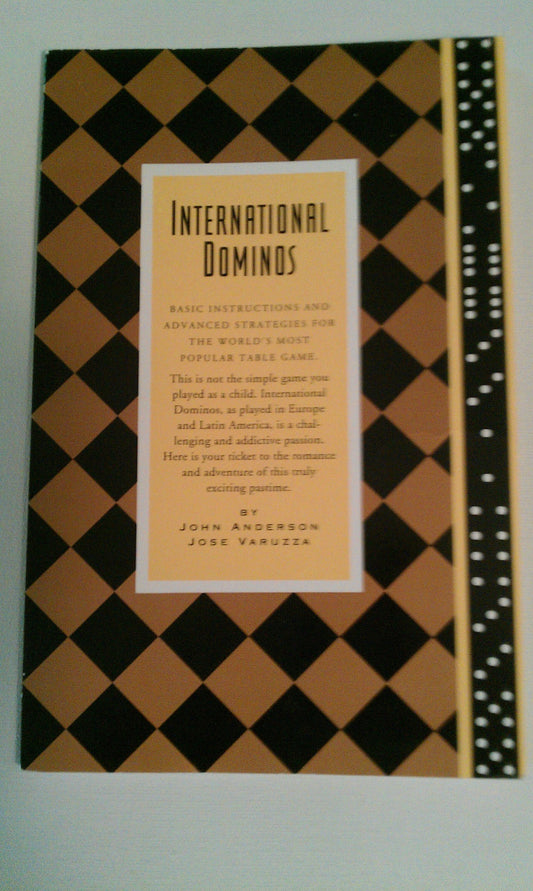 INTERNATIONAL
DOMINOS
BASIC INSTRUCTIONS AND
ADVANCED STRATEGIES FOR
THE WORLD'S MOST
POPULAR TABLE GAME.
This is not the simple game you
played as a child. International
Dominos, as played in Europe
and Latin America, is a chal-
lenging and addictive passion.
Here is your ticket to the romance
and adventure of this truly
exciting pastime.
BY
JOHN ANDERSON
JOSE VARUZZA